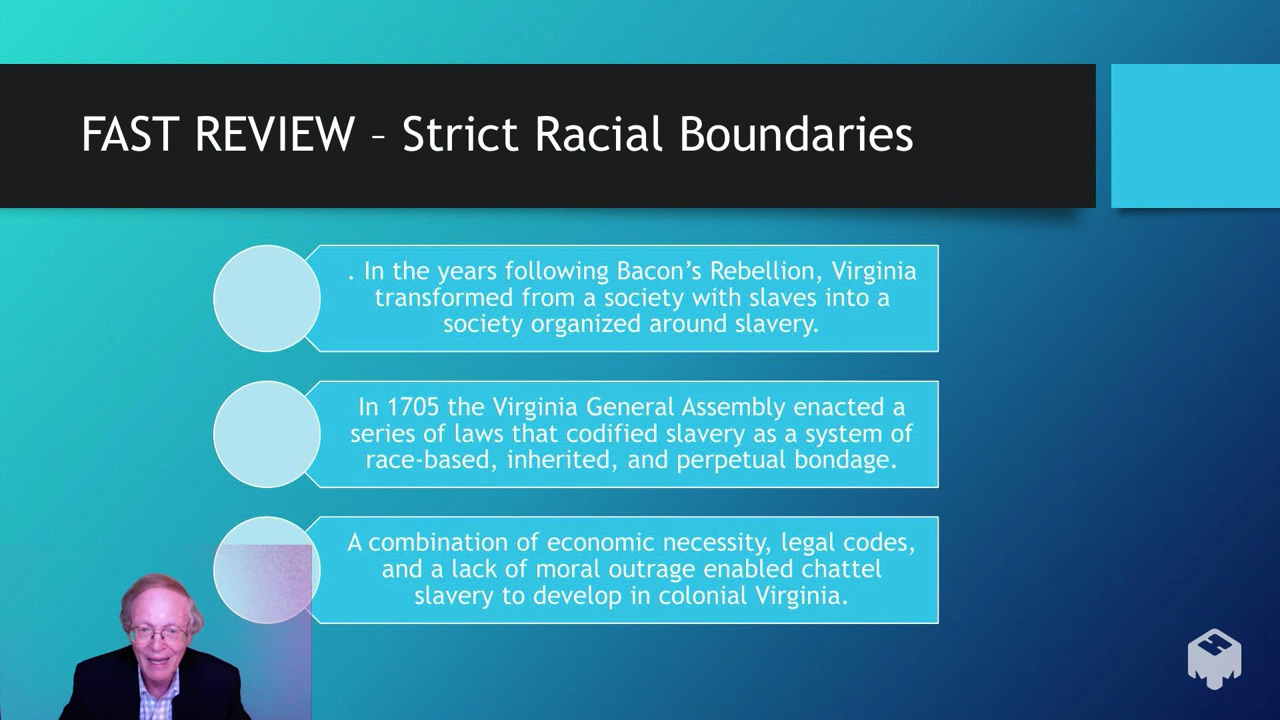 FAST REVIEW – Strict Racial Boundaries
. In the years following Bacon’s Rebellion, Virginia
transformed from a society with slaves into a
society organized around slavery.
In 1705 the Virginia General Assembly enacted a
series of laws that codified slavery as a system of
race-based, inherited, and perpetual bondage.
A combination of economic necessity, legal codes,
and a lack of moral outrage enabled chattel
slavery to develop in colonial Virginia.